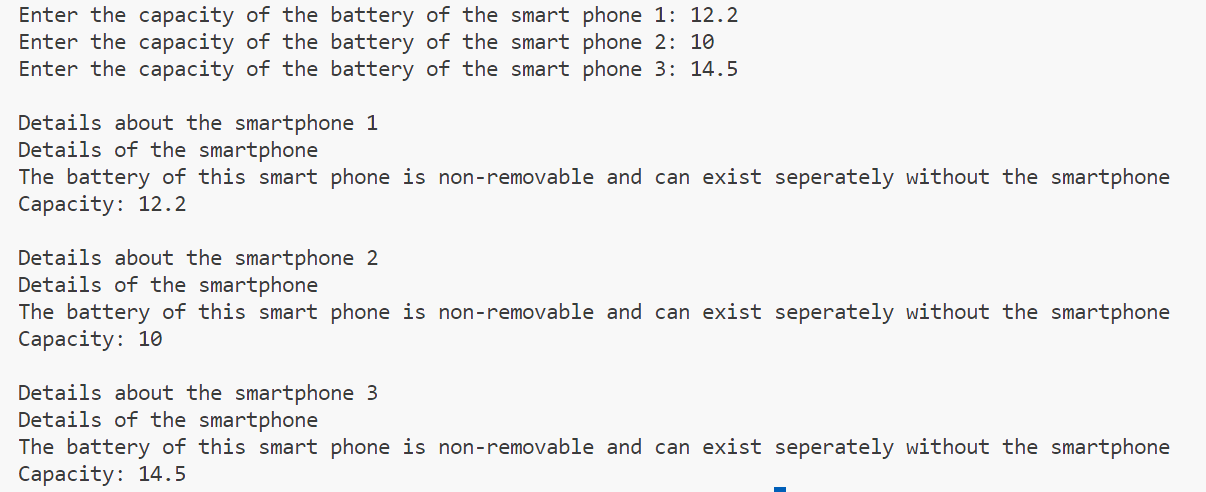 Enter the capacity of the battery of the smart phone 1: 12.2
Enter the capacity of the battery of the smart phone 2: 10
Enter the capacity of the battery of the smart phone 3: 14.5
Details about the smartphone 1
Details of the smartphone
The battery of this smart phone is non-removable and can exist seperately without the smartphone
Capacity: 12.2
Details about the smartphone 2
Details of the smartphone
The battery of this smart phone is non-removable and can exist seperately without the smartphone
Capacity: 10
Details about the smartphone 3
Details of the smartphone
The battery of this smart phone is non-removable and can exist seperately without the smartphone
Capacity: 14.5